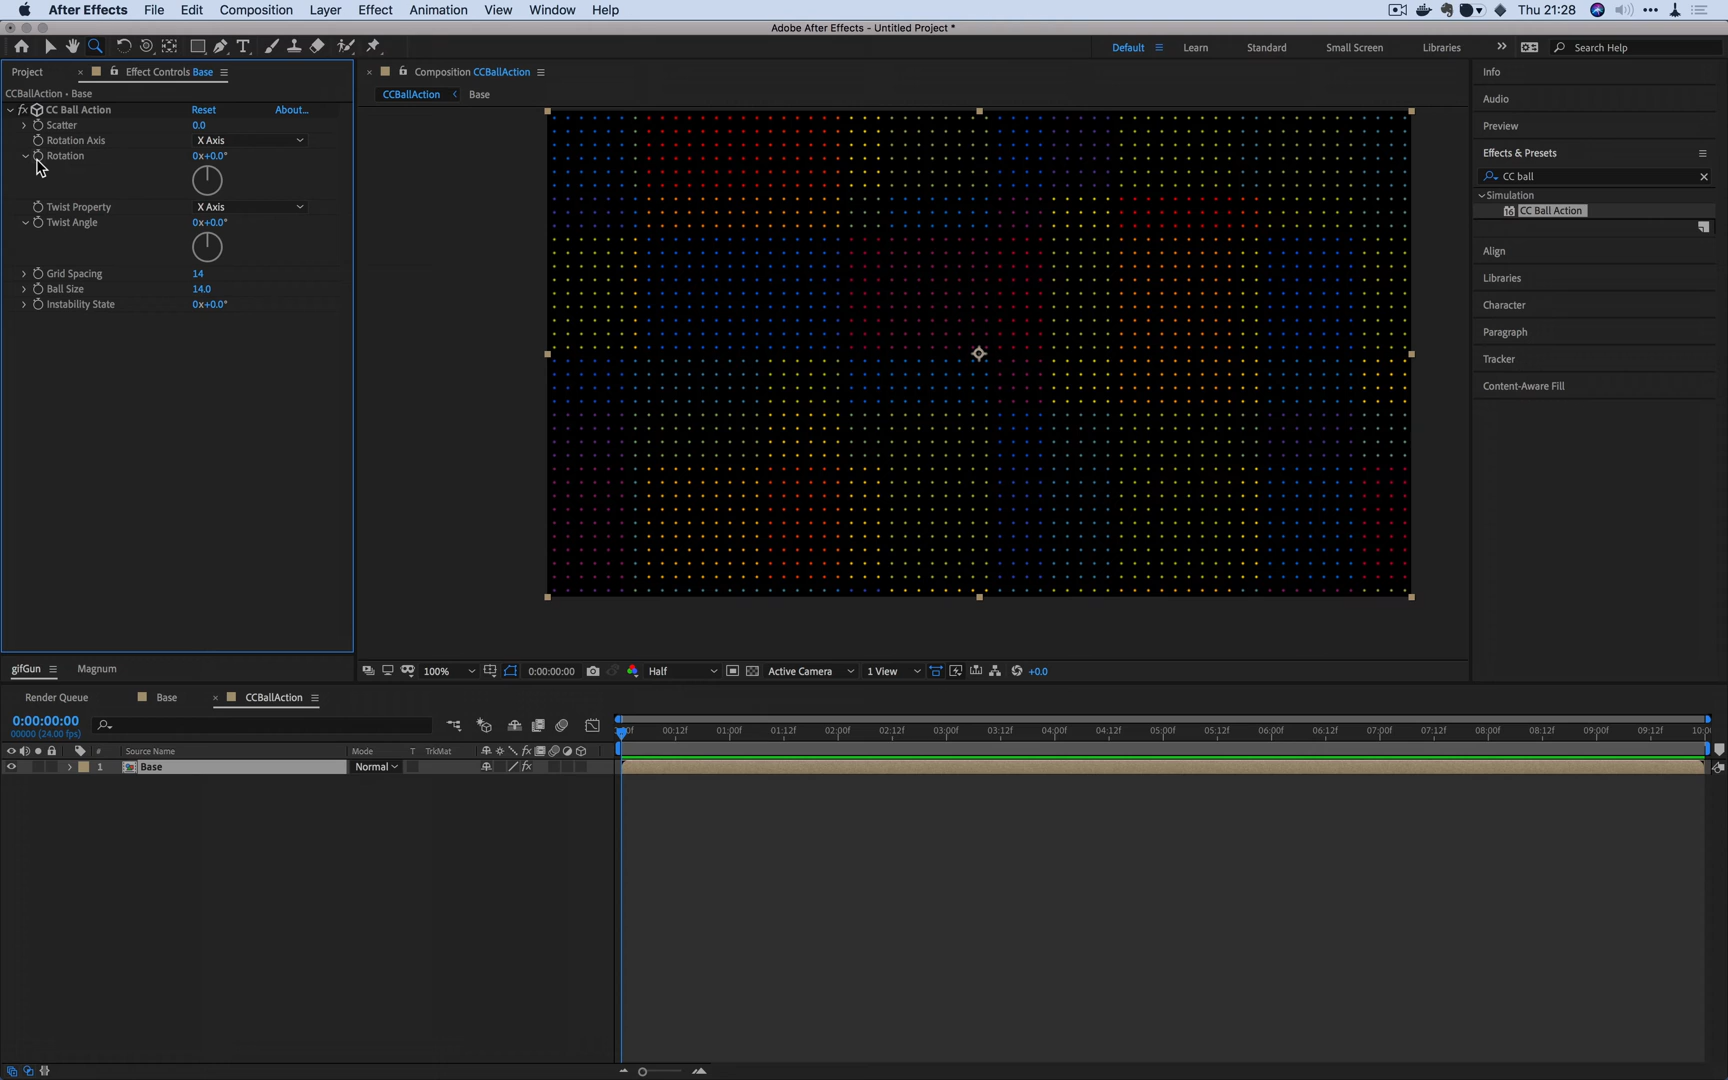 After Effects File Edit Composition Layer Effect Animation View Window Help Thu 21:28
Adobe After Effects - Untitled Project *
Default Learn Standard Small Screen Libraries Search Help
Project Effect Controls Base
CCBallAction • Base
fx CC Ball Action Reset About...
Scatter 0.0
Rotation Axis X Axis
Rotation 0x+0.0°
Twist Property X Axis
Twist Angle 0x+0.0°
Grid Spacing 14
Ball Size 14.0
Instability State 0x+0.0°
Composition CCBallAction
CCBallAction Base
Info
Audio
Preview
Effects & Presets
CC ball
Simulation
CC Ball Action
Align
Libraries
Character
Paragraph
Tracker
Content-Aware Fill
gifGun Magnum
100% 0:00:00:00 Half Active Camera 1 View +0.0
Render Queue Base CCBallAction
0:00:00:00
00000 (24.00 fps)
00:12f 01:00f 01:12f 02:00f 02:12f 03:00f 03:12f 04:00f 04:12f 05:00f 05:12f 06:00f 06:12f 07:00f 07:12f 08:00f 08:12f 09:00f 09:12f
# Source Name Mode T TrkMat
1 Base Normal